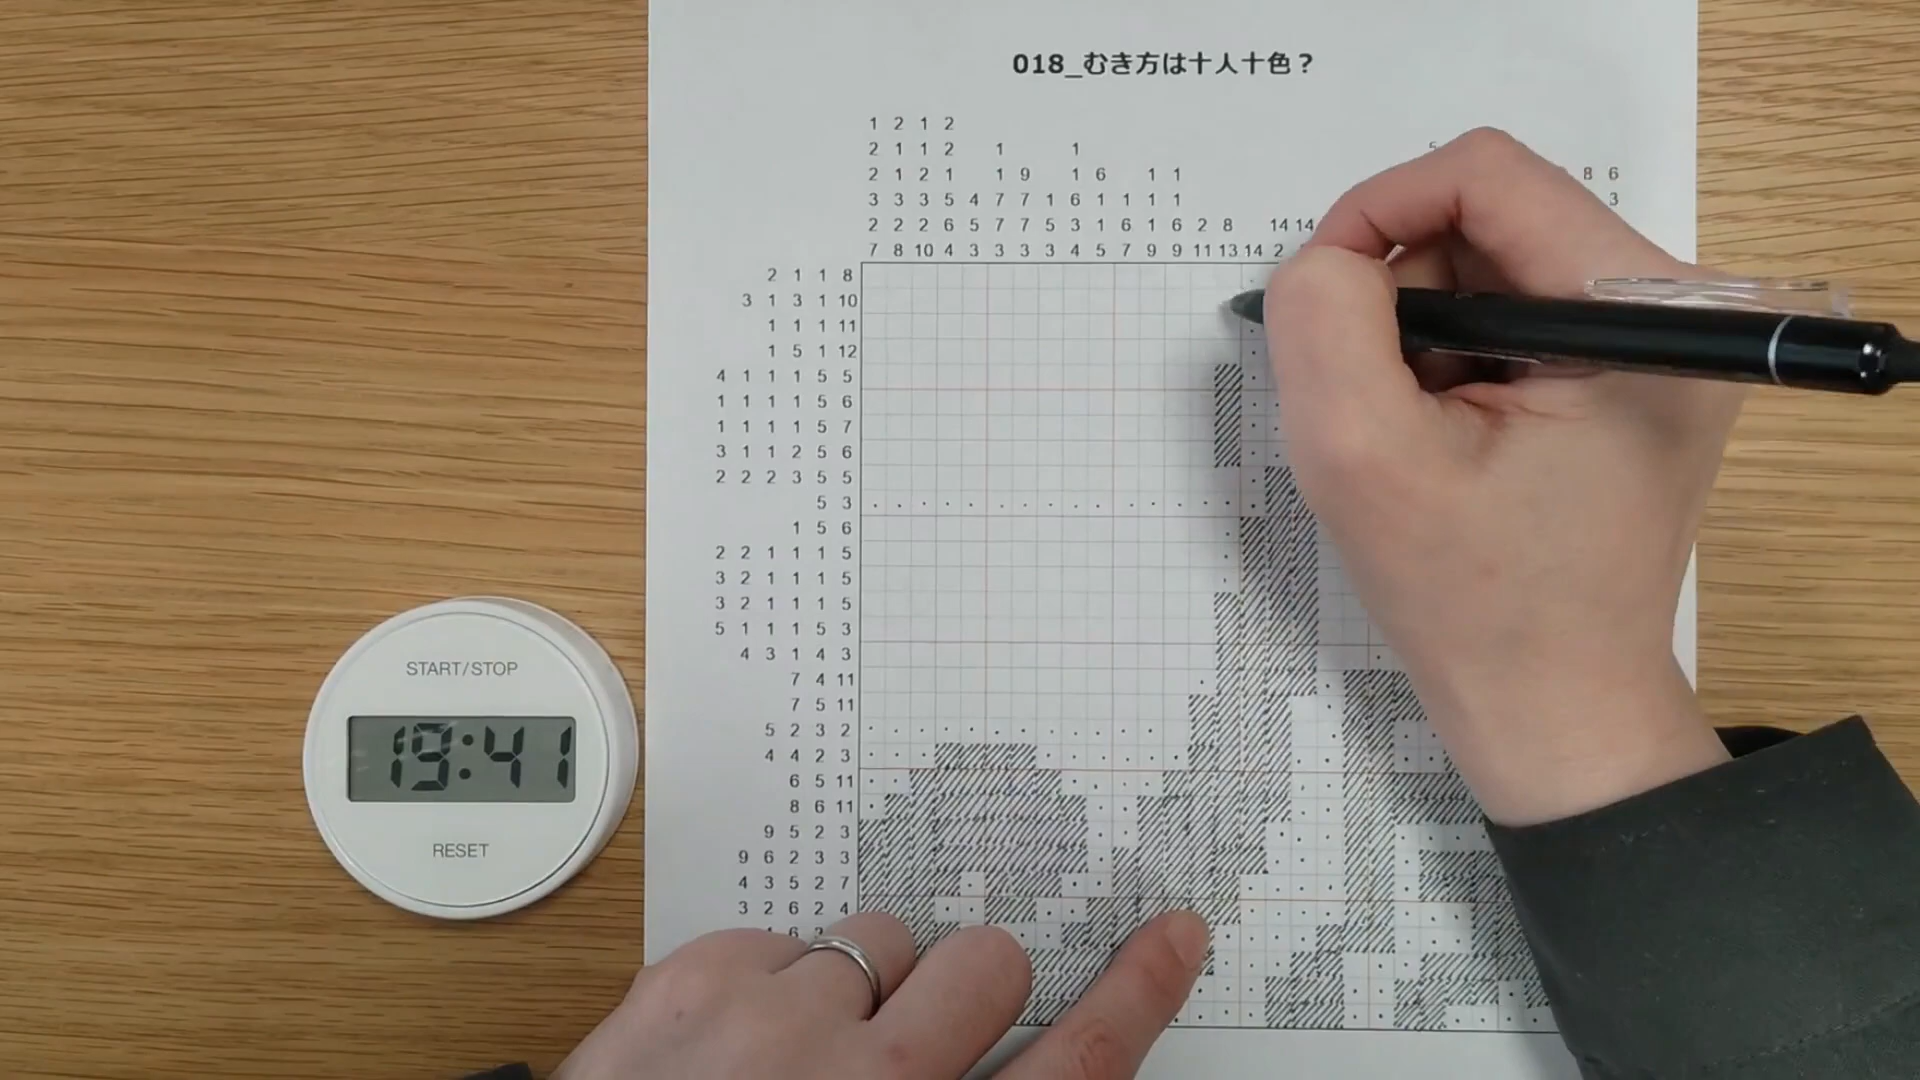 018_むき方は十人十色？
1 2 1 2
2 1 1 2 1 1 5
2 1 2 1 1 9 1 6 1 1 8 6
3 3 3 5 4 7 7 1 6 1 1 1 1 3
2 2 2 6 5 7 7 5 3 1 6 1 6 2 8 14 14
7 8 10 4 3 3 3 3 4 5 7 9 9 11 13 14 2
2 1 1 8
3 1 3 1 10
1 1 1 11
1 5 1 12
4 1 1 1 5 5
1 1 1 1 5 6
1 1 1 1 5 7
3 1 1 2 5 6
2 2 2 3 5 5
5 3
1 5 6
2 2 1 1 1 5
3 2 1 1 1 5
3 2 1 1 1 5
5 1 1 1 5 3
4 3 1 4 3
7 4 11
7 5 11
5 2 3 2
4 4 2 3
6 5 11
8 6 11
9 5 2 3
9 6 2 3 3
4 3 5 2 7
3 2 6 2 4
START/STOP
19:41
RESET